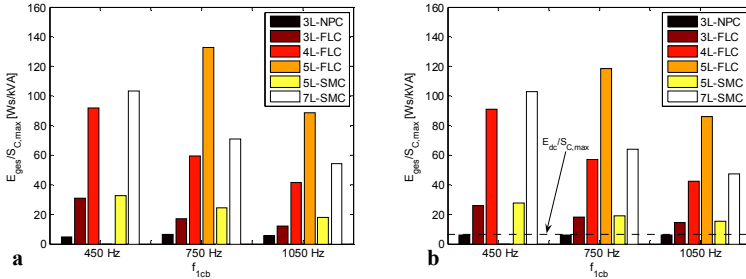 160
140
120
100
80
60
40
20
0
E_ges/S_C,max [Ws/kVA]
3L-NPC
3L-FLC
4L-FLC
5L-FLC
5L-SMC
7L-SMC
450 Hz
750 Hz
1050 Hz
f_1cb
a
160
140
120
100
80
60
40
20
0
E_ges/S_C,max [Ws/kVA]
3L-NPC
3L-FLC
4L-FLC
5L-FLC
5L-SMC
7L-SMC
E_dc/S_C,max
450 Hz
750 Hz
1050 Hz
f_1cb
b